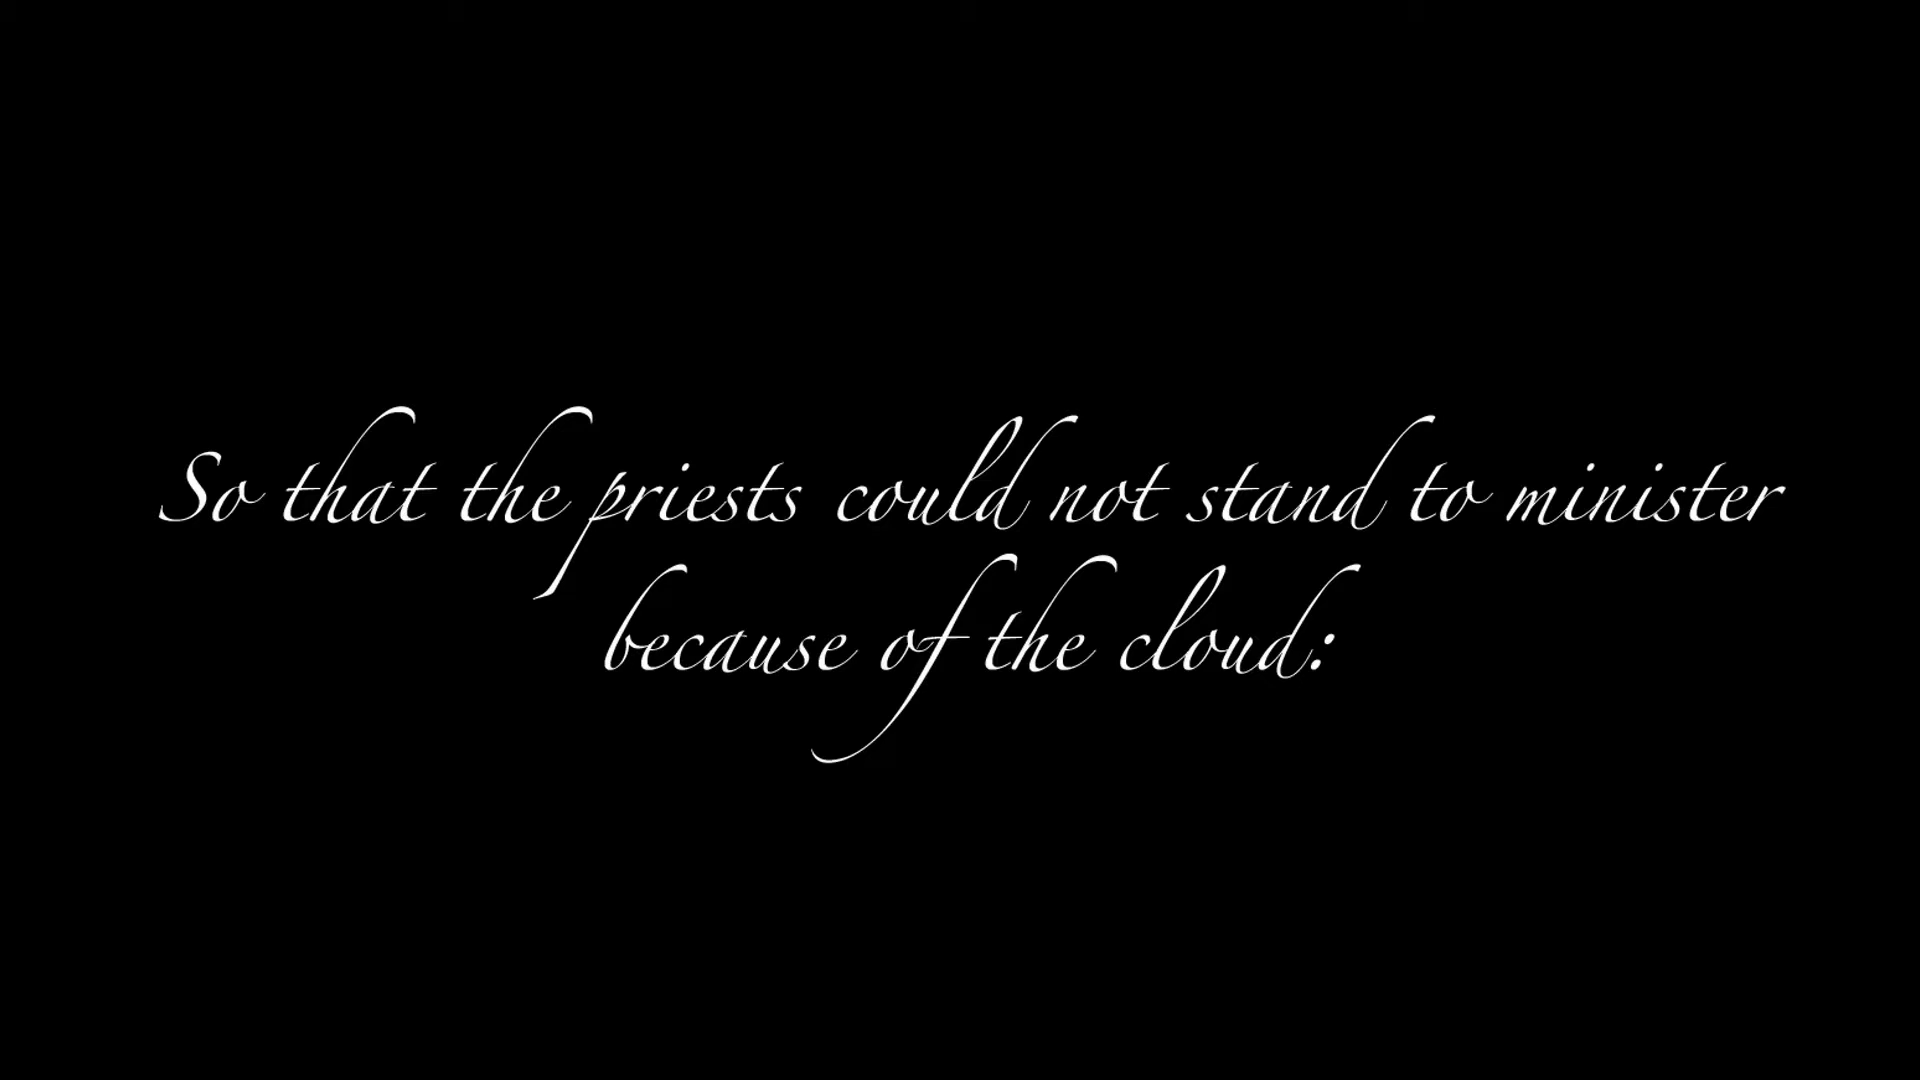 So that the priests could not stand to minister
because of the cloud: